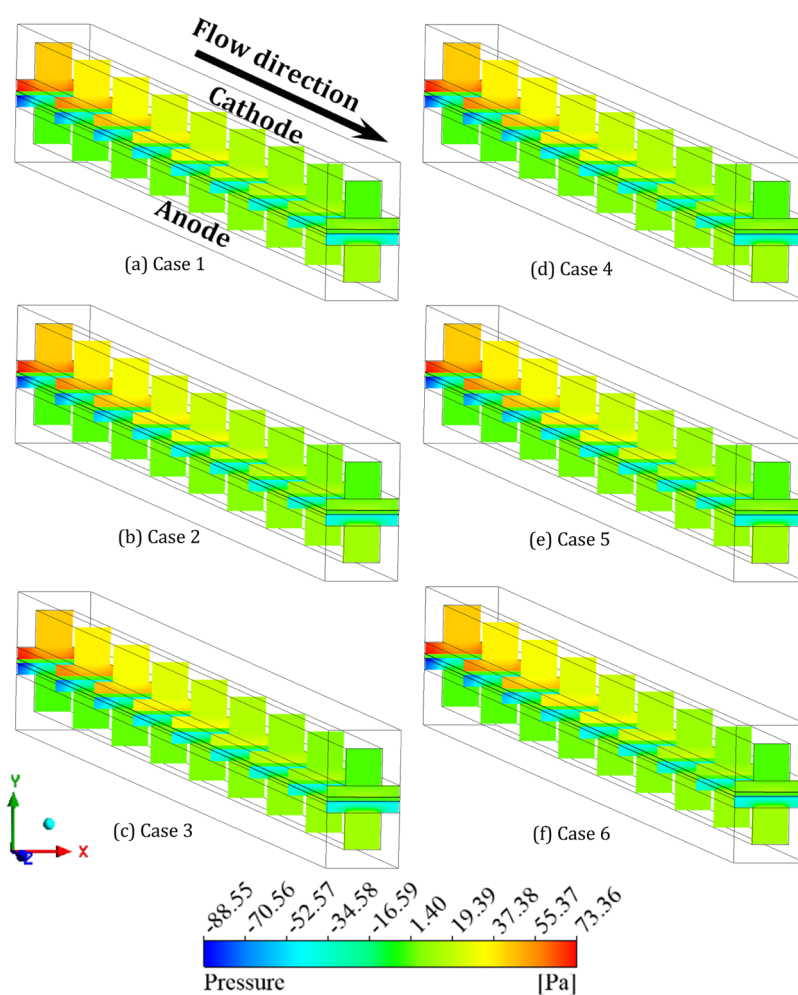 Flow direction
Cathode
Anode
(a) Case 1
(d) Case 4
(b) Case 2
(e) Case 5
(c) Case 3
(f) Case 6
Y
X
Z
-88.55
-70.56
-52.57
-34.58
-16.59
1.40
19.39
37.38
55.37
73.36
Pressure
[Pa]